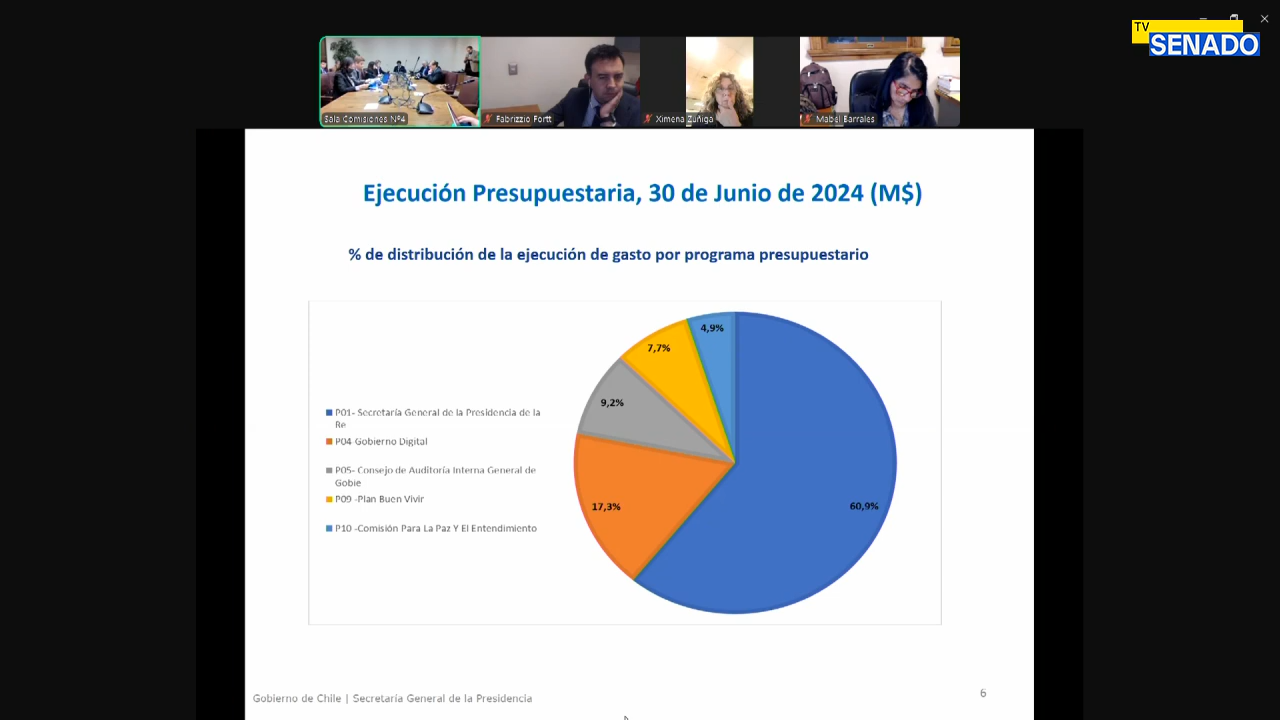 TV
SENADO
Sala Comisiones Nº4
Fabrizzio Fortt
Ximena Zúñiga
Mabel Barrales
Ejecución Presupuestaria, 30 de Junio de 2024 (M$)
% de distribución de la ejecución de gasto por programa presupuestario
4,9%
7,7%
9,2%
17,3%
60,9%
P01- Secretaría General de la Presidencia de la
Re
P04 Gobierno Digital
P05- Consejo de Auditoría Interna General de
Gobie
P09 -Plan Buen Vivir
P10 -Comisión Para La Paz Y El Entendimiento
Gobierno de Chile | Secretaría General de la Presidencia
6